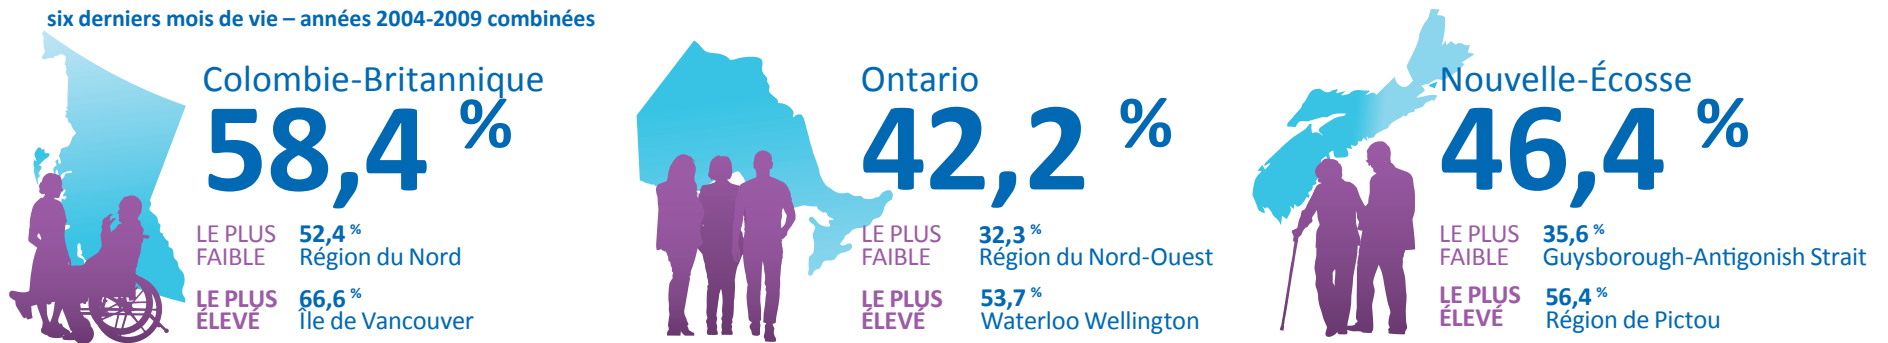 six derniers mois de vie – années 2004-2009 combinées
Colombie-Britannique
58,4 %
LE PLUS FAIBLE
52,4 %
Région du Nord
LE PLUS ÉLEVÉ
66,6 %
Île de Vancouver
Ontario
42,2 %
LE PLUS FAIBLE
32,3 %
Région du Nord-Ouest
LE PLUS ÉLEVÉ
53,7 %
Waterloo Wellington
Nouvelle-Écosse
46,4 %
LE PLUS FAIBLE
35,6 %
Guysborough-Antigonish Strait
LE PLUS ÉLEVÉ
56,4 %
Région de Pictou